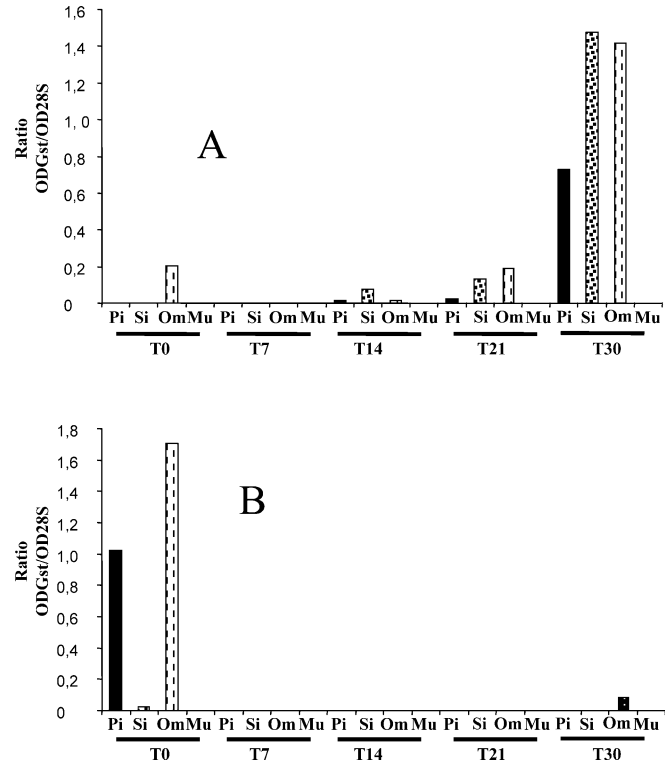 1,6
1,4
1,2
1, 0
0,8
0,6
0,4
0,2
0
Ratio
ODGst/OD28S
A
Pi Si Om Mu Pi Si Om Mu Pi Si Om Mu Pi Si Om Mu Pi Si Om Mu
T0 T7 T14 T21 T30
1,8
1,6
1,4
1,2
1,0
0,8
0,6
0,4
0,2
0
Ratio
ODGst/OD28S
B
Pi Si Om Mu Pi Si Om Mu Pi Si Om Mu Pi Si Om Mu Pi Si Om Mu
T0 T7 T14 T21 T30